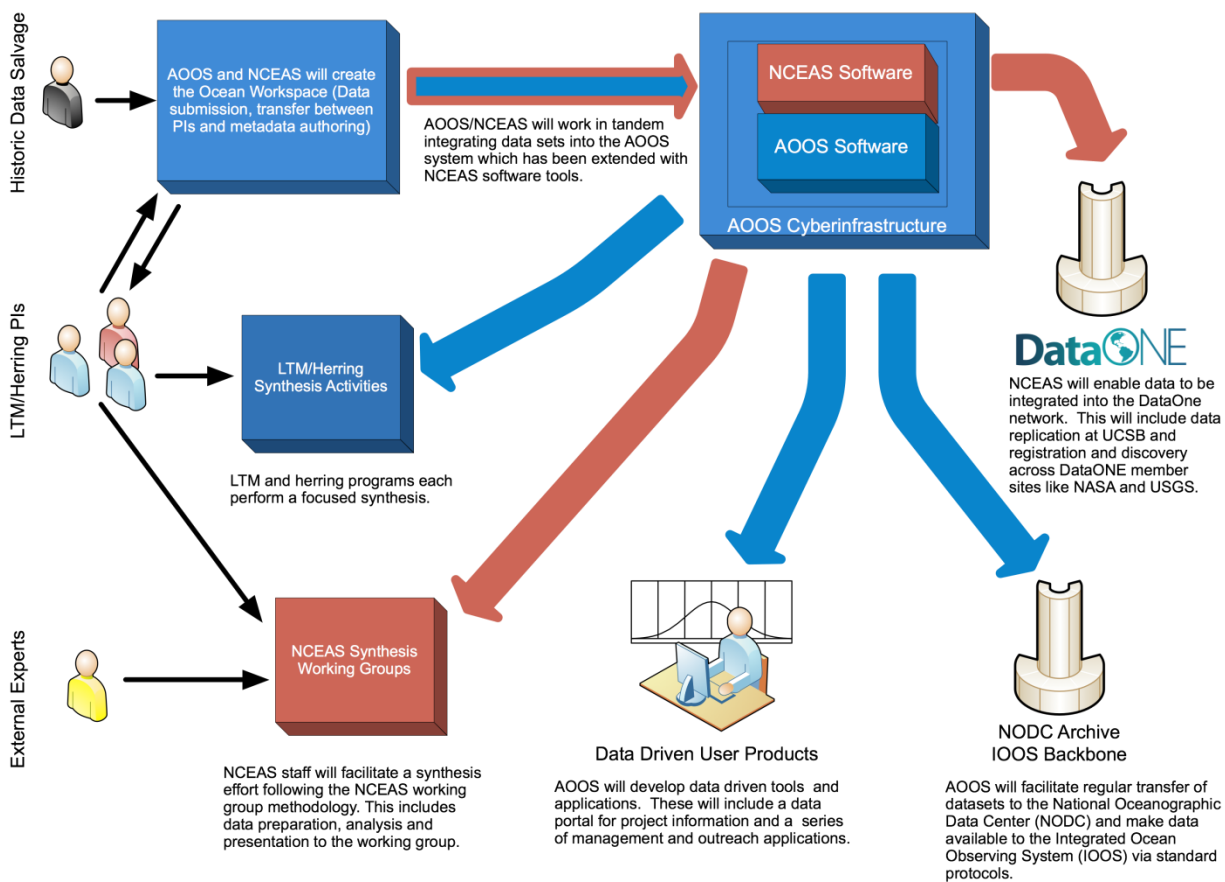 Historic Data Salvage
AOOS and NCEAS will create
the Ocean Workspace (Data
submission, transfer between
PIs and metadata authoring)
AOOS/NCEAS will work in tandem
integrating data sets into the AOOS
system which has been extended with
NCEAS software tools.
NCEAS Software
AOOS Software
AOOS Cyberinfrastructure
DataONE
NCEAS will enable data to be
integrated into the DataOne
network.  This will include data
replication at UCSB and
registration and discovery
across DataONE member
sites like NASA and USGS.
LTM/Herring PIs
LTM/Herring
Synthesis Activities
LTM and herring programs each
perform a focused synthesis.
External Experts
NCEAS Synthesis
Working Groups
NCEAS staff will facilitate a synthesis
effort following the NCEAS working
group methodology. This includes
data preparation, analysis and
presentation to the working group.
Data Driven User Products
AOOS will develop data driven tools  and
applications.  These will include a data
portal for project information and a  series
of management and outreach applications.
NODC Archive
IOOS Backbone
AOOS will facilitate regular transfer of
datasets to the National Oceanographic
Data Center (NODC) and make data
available to the Integrated Ocean
Observing System (IOOS) via standard
protocols.